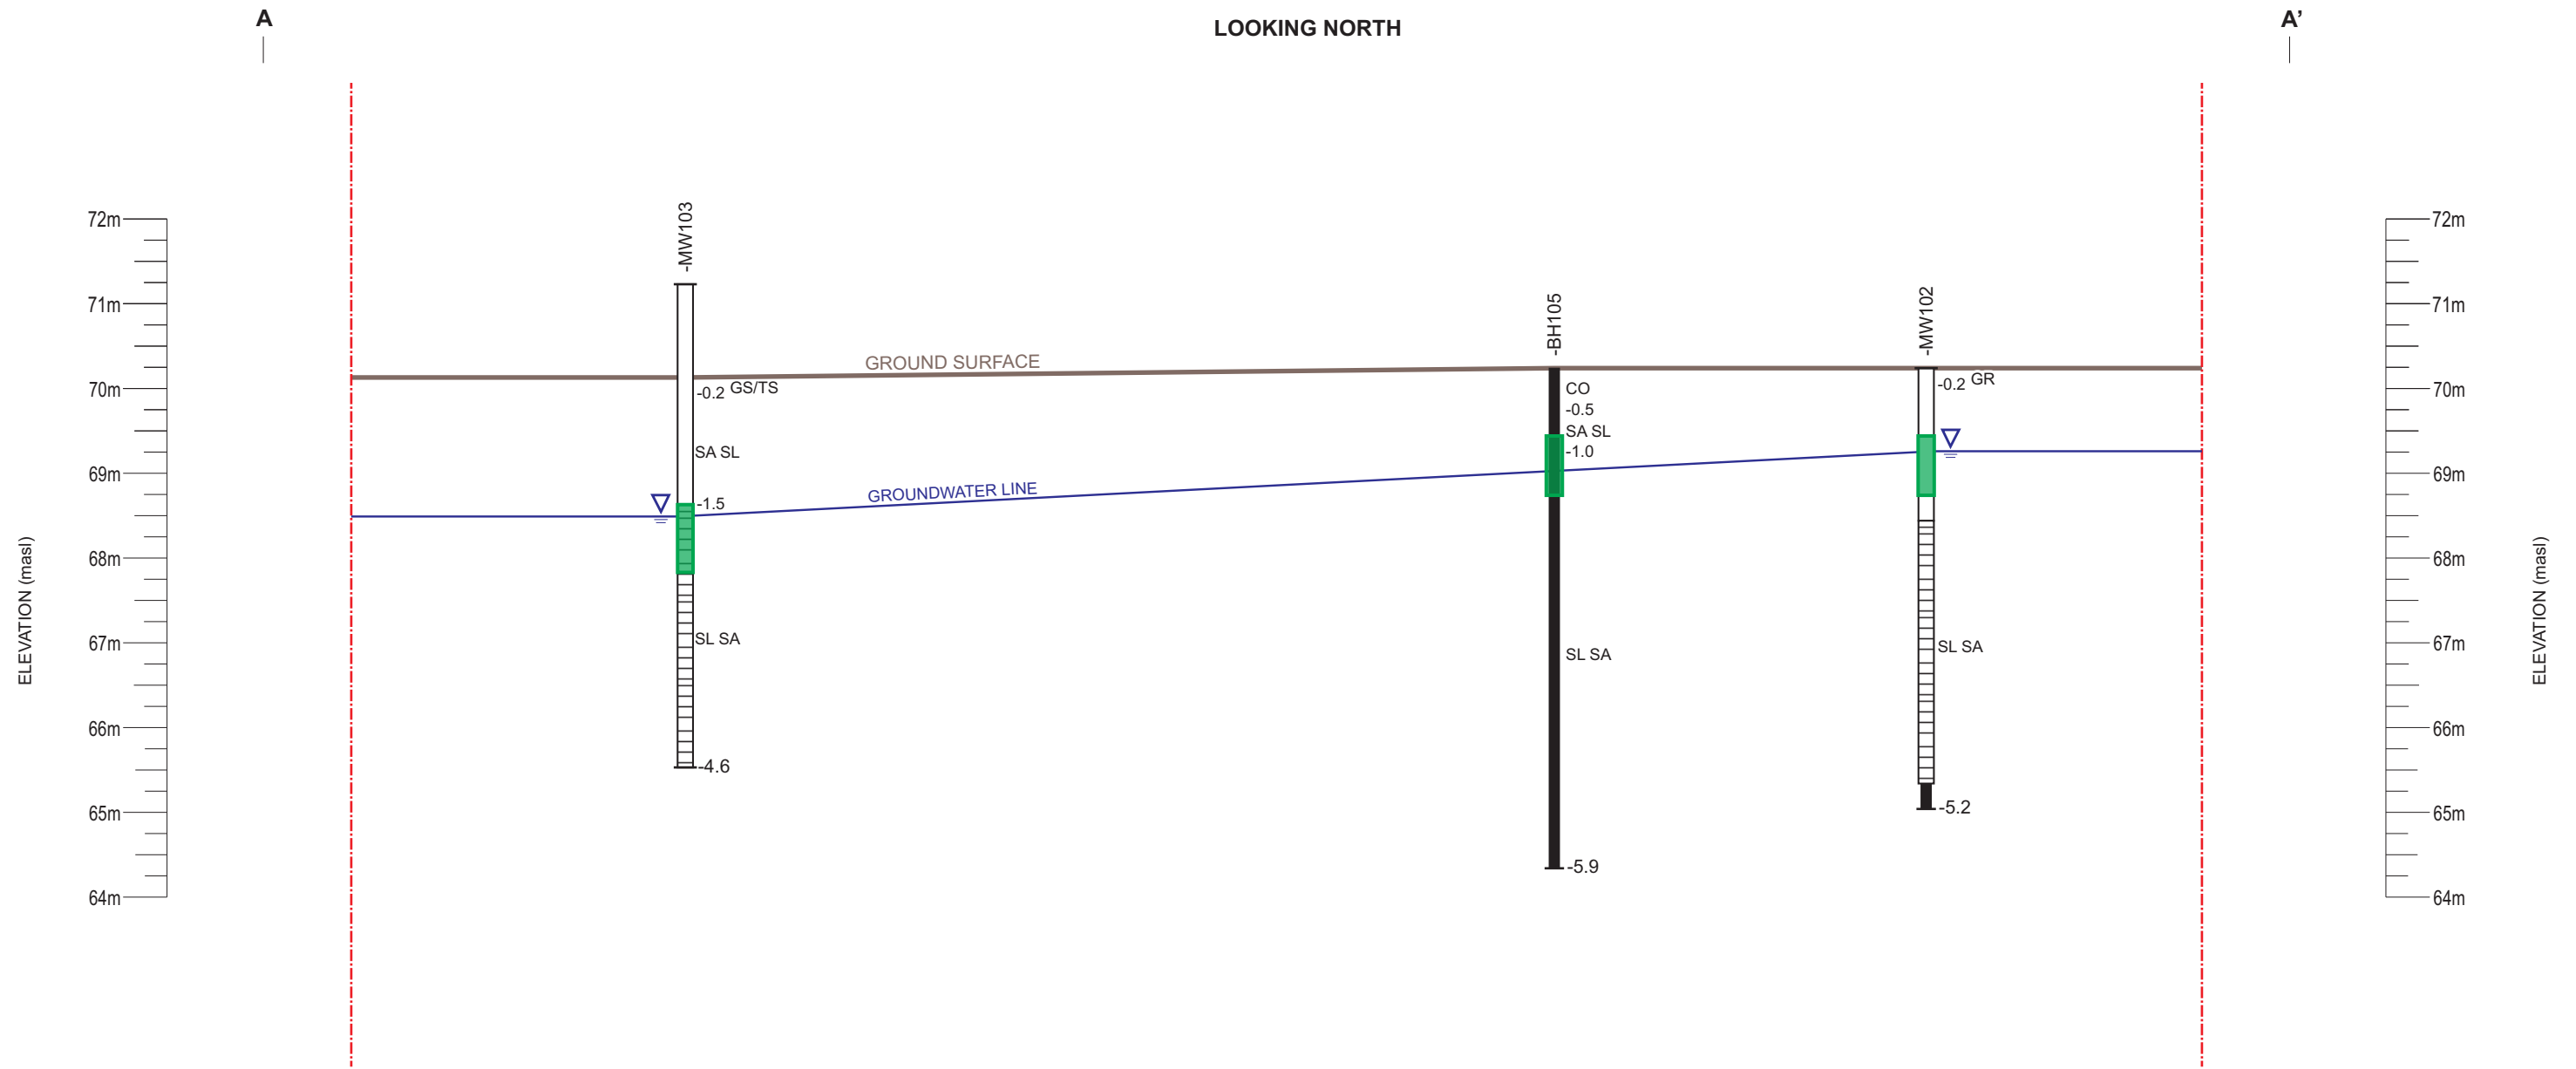 A
LOOKING NORTH
A’
-MW103
-BH105
-MW102
72m
71m
70m
69m
68m
67m
66m
65m
64m
ELEVATION (masl)
GROUND SURFACE
GROUNDWATER LINE
-0.2 GS/TS
SA SL
-1.5
SL SA
-4.6
CO
-0.5
SA SL
-1.0
SL SA
-5.9
-0.2 GR
SL SA
-5.2
72m
71m
70m
69m
68m
67m
66m
65m
64m
ELEVATION (masl)